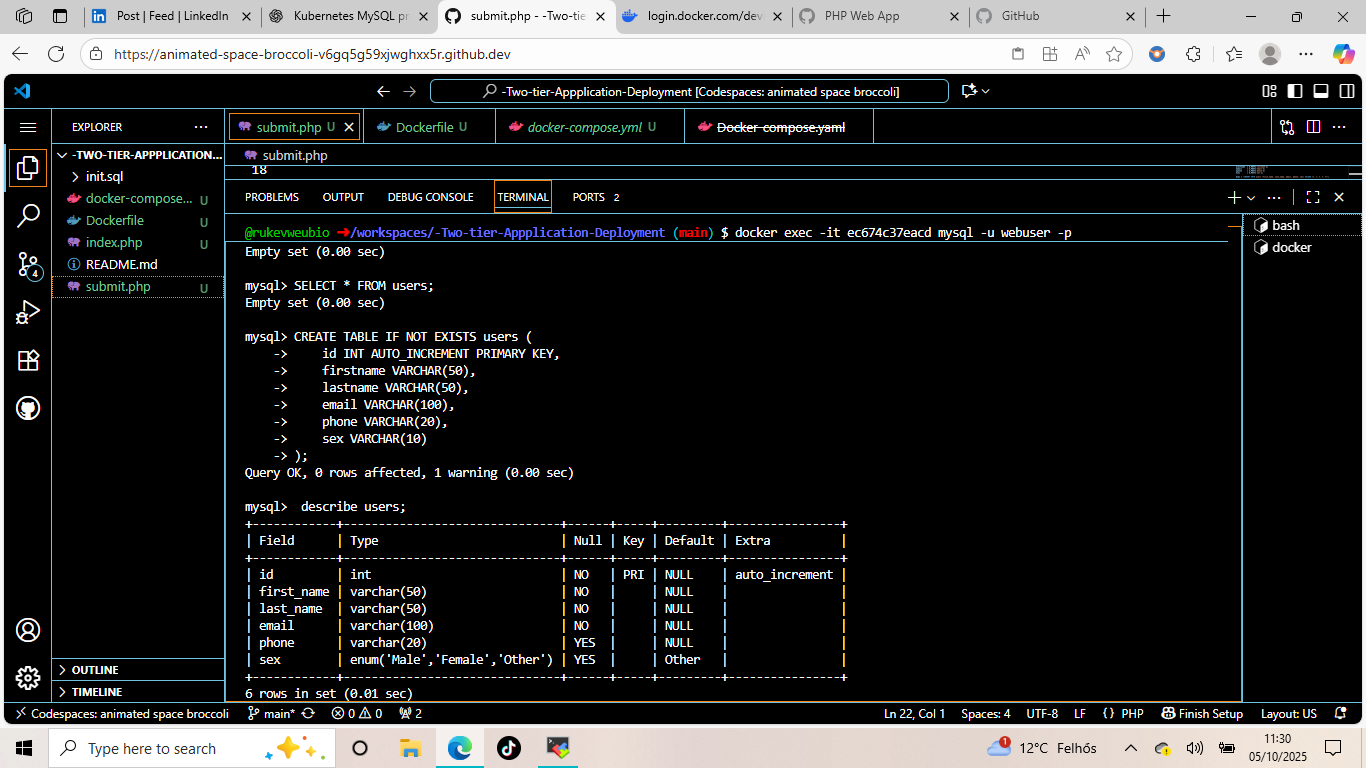 Post | Feed | LinkedIn
Kubernetes MySQL pr
submit.php - -Two-tie
login.docker.com/dev
PHP Web App
GitHub
https://animated-space-broccoli-v6gq5g59xjwghxx5r.github.dev
-Two-tier-Appplication-Deployment [Codespaces: animated space broccoli]
EXPLORER
submit.php U
Dockerfile U
docker-compose.yml U
Docker-compose.yaml
-TWO-TIER-APPPLICATION...
submit.php
init.sql
18
docker-compose... U
PROBLEMS OUTPUT DEBUG CONSOLE TERMINAL PORTS 2
Dockerfile U
index.php U
README.md
submit.php U
4
bash
docker
@rukevweubio ➜/workspaces/-Two-tier-Appplication-Deployment (main) $ docker exec -it ec674c37eacd mysql -u webuser -p
Empty set (0.00 sec)
mysql> SELECT * FROM users;
Empty set (0.00 sec)
mysql> CREATE TABLE IF NOT EXISTS users (
    ->     id INT AUTO_INCREMENT PRIMARY KEY,
    ->     firstname VARCHAR(50),
    ->     lastname VARCHAR(50),
    ->     email VARCHAR(100),
    ->     phone VARCHAR(20),
    ->     sex VARCHAR(10)
    -> );
Query OK, 0 rows affected, 1 warning (0.00 sec)
mysql>  describe users;
+------------+-------------------------------+------+-----+---------+----------------+
| Field      | Type                          | Null | Key | Default | Extra          |
+------------+-------------------------------+------+-----+---------+----------------+
| id         | int                           | NO   | PRI | NULL    | auto_increment |
| first_name | varchar(50)                   | NO   |     | NULL    |                |
| last_name  | varchar(50)                   | NO   |     | NULL    |                |
| email      | varchar(100)                  | NO   |     | NULL    |                |
| phone      | varchar(20)                   | YES  |     | NULL    |                |
| sex        | enum('Male','Female','Other') | YES  |     | Other   |                |
+------------+-------------------------------+------+-----+---------+----------------+
6 rows in set (0.01 sec)
OUTLINE
TIMELINE
Codespaces: animated space broccoli
main*
0 0
2
Ln 22, Col 1 Spaces: 4 UTF-8 LF {} PHP Finish Setup Layout: US
Type here to search
1
12°C Felhős
11:30
05/10/2025